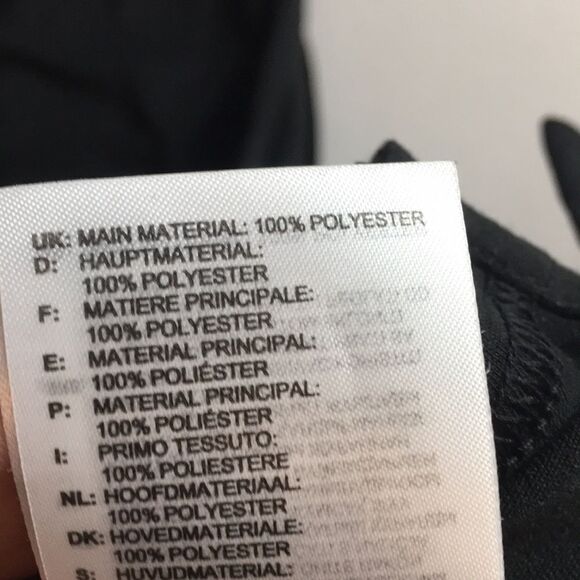 UK: MAIN MATERIAL: 100% POLYESTER
D: HAUPTMATERIAL:
100% POLYESTER
F: MATIERE PRINCIPALE:
100% POLYESTER
E: MATERIAL PRINCIPAL:
100% POLIÉSTER
P: MATERIAL PRINCIPAL:
100% POLIÉSTER
I: PRIMO TESSUTO:
100% POLIESTERE
NL: HOOFDMATERIAAL:
100% POLYESTER
DK: HOVEDMATERIALE:
100% POLYESTER
S: HUVUDMATERIAL: